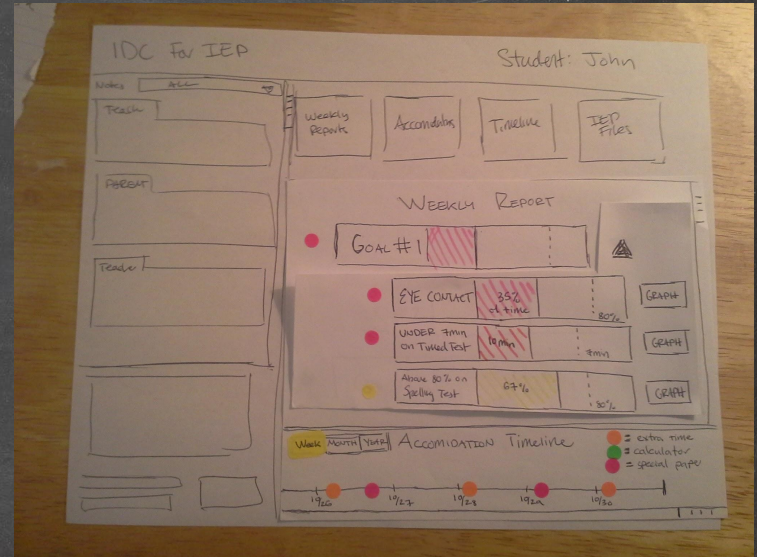 IDC For IEP
Student: John
Notes ALL
Teach
PARENT
Teach
Weekly
Reports
Accomidatns
Timeline
IEP
Files
WEEKLY REPORT
GOAL #1
EYE CONTACT
35%
of time
80%
GRAPH
UNDER 7min
on Timed Test
10min
7min
GRAPH
Above 80% on
Spelling Test
67%
80%
GRAPH
Week MONTH YEAR ACCOMIDATION TIMELINE
= extra time
= calculator
= special paper
10/26 10/27 10/28 10/29 10/30